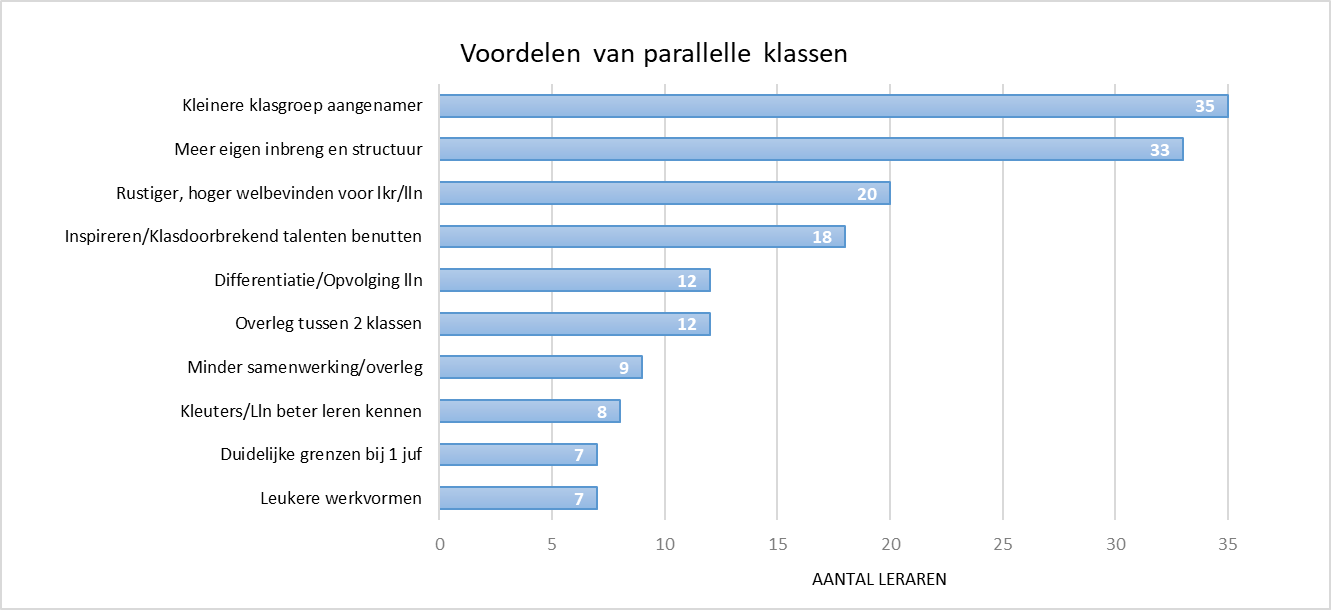 Voordelen van parallelle klassen
Kleinere klasgroep aangenamer 35
Meer eigen inbreng en structuur 33
Rustiger, hoger welbevinden voor lkr/lln 20
Inspireren/Klasdoorbrekend talenten benutten 18
Differentiatie/Opvolging lln 12
Overleg tussen 2 klassen 12
Minder samenwerking/overleg 9
Kleuters/Lln beter leren kennen 8
Duidelijke grenzen bij 1 juf 7
Leukere werkvormen 7
0 5 10 15 20 25 30 35
AANTAL LERAREN